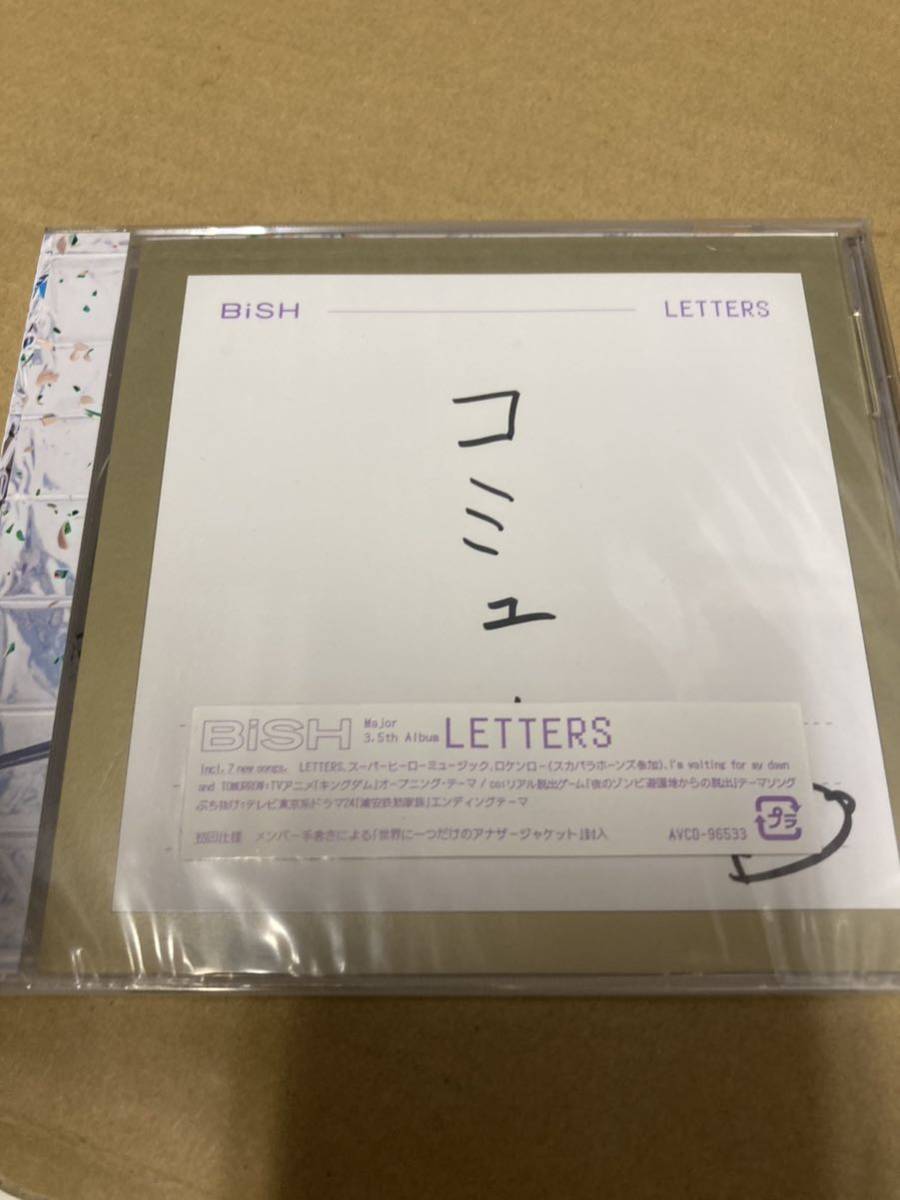 BiSH LETTERS
コミュ
BiSH Major 3.5th Album LETTERS
Incl. 7 new songs. LETTERS、スーパーヒーローミュージック、ロケンロー(スカパラホーンズ参加)、I'm waiting for my dawn
and TOMORROW:TVアニメ「キングダム」オープニング・テーマ / co:リアル脱出ゲーム「夜のゾンビ遊園地からの脱出」テーマソング
ぶち抜け:テレビ東京系ドラマ24「浦安鉄筋家族」エンディングテーマ
初回仕様 メンバー手書きによる「世界に一つだけのアナザージャケット」封入 AVCD-96533
プラ